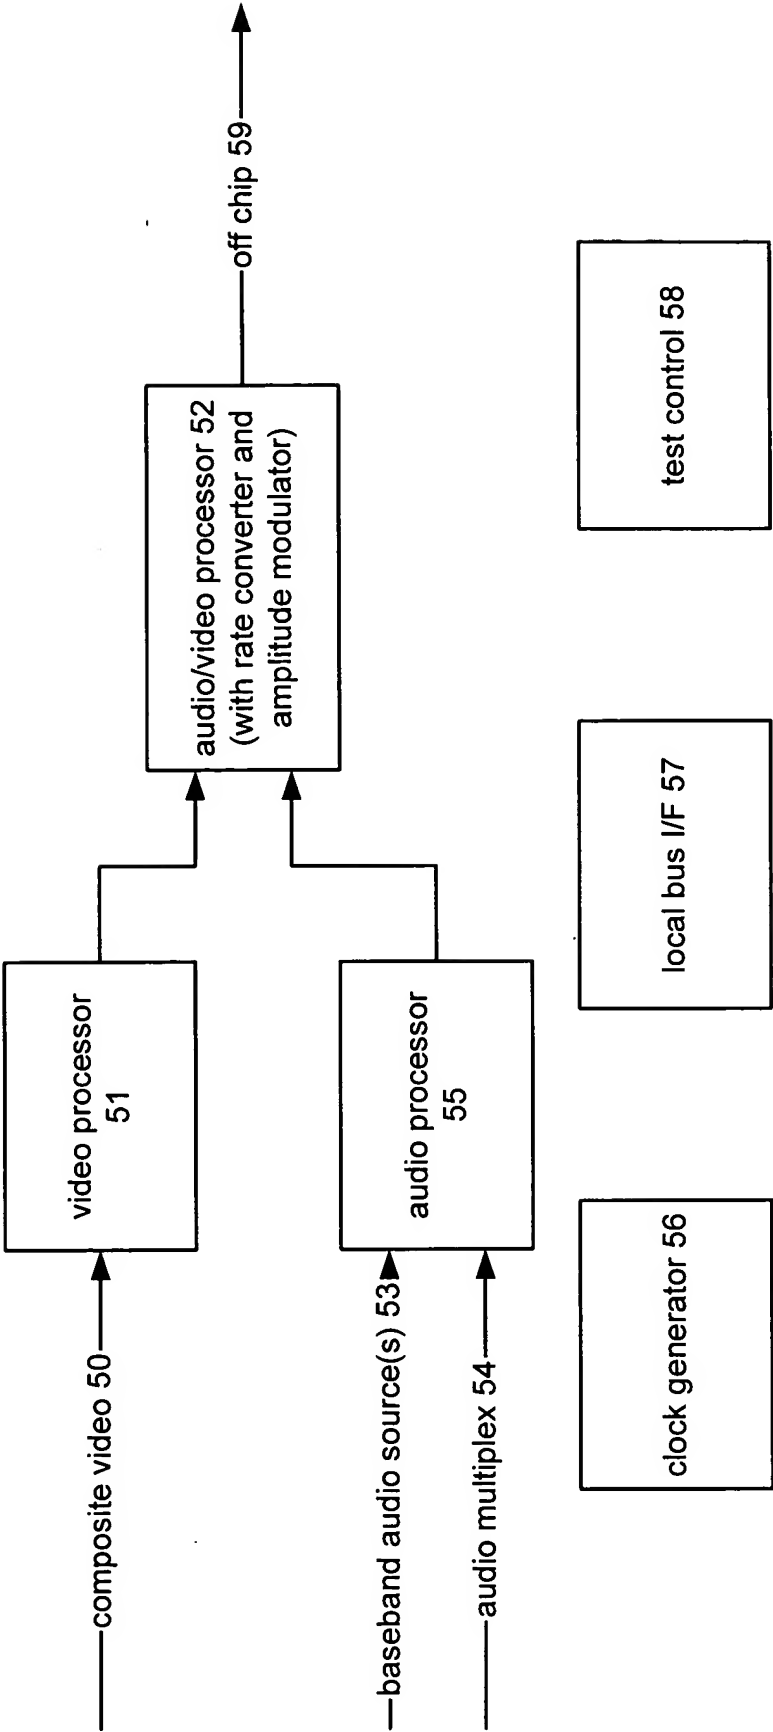 composite video 50
video processor
51
baseband audio source(s) 53
audio multiplex 54
audio processor
55
audio/video processor 52
(with rate converter and
amplitude modulator)
off chip 59
clock generator 56
local bus I/F 57
test control 58